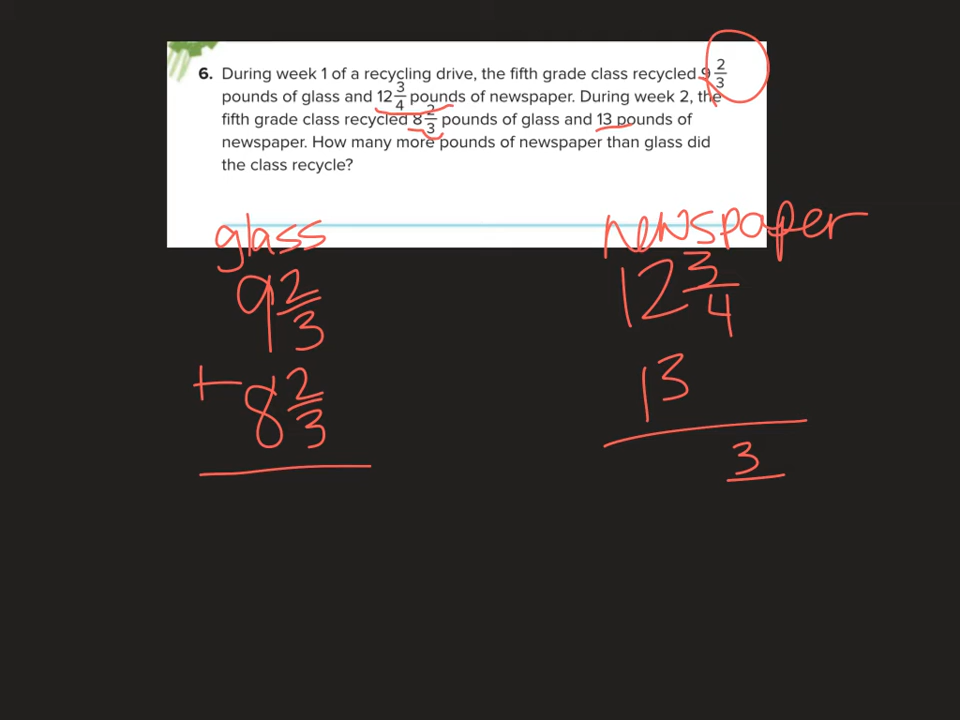 6. During week 1 of a recycling drive, the fifth grade class recycled 9 2/3
pounds of glass and 12 3/4 pounds of newspaper. During week 2, the
fifth grade class recycled 8 2/3 pounds of glass and 13 pounds of
newspaper. How many more pounds of newspaper than glass did
the class recycle?
glass
9 2/3
+ 8 2/3
newspaper
12 3/4
13
3